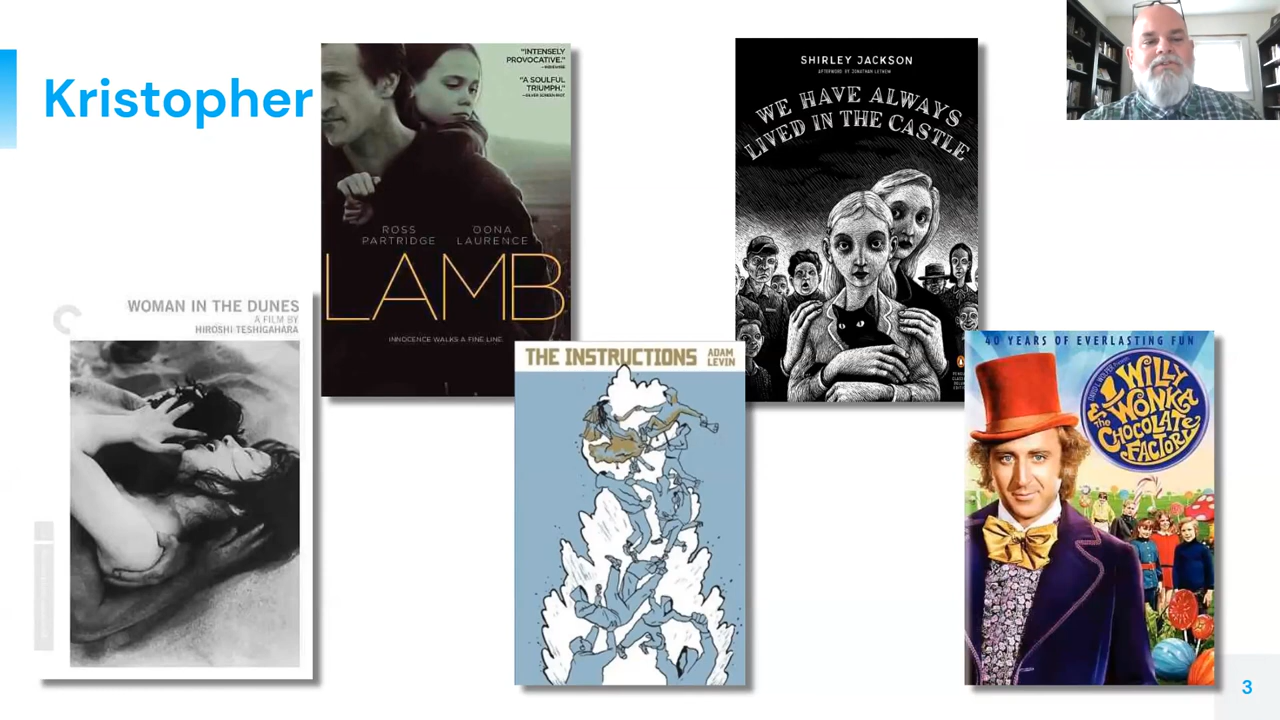 Kristopher
"INTENSELY
PROVOCATIVE."
"A SOULFUL
TRIUMPH."
ROSS
PARTRIDGE
OONA
LAURENCE
LAMB
INNOCENCE WALKS A FINE LINE.
SHIRLEY JACKSON
AFTERWORD BY JONATHAN LETHEM
WE HAVE ALWAYS
LIVED IN THE CASTLE
WOMAN IN THE DUNES
A FILM BY
HIROSHI TESHIGAHARA
THE INSTRUCTIONS
ADAM
LEVIN
40 YEARS OF EVERLASTING FUN
WILLY
WONKA
& THE
CHOCOLATE
FACTORY
3